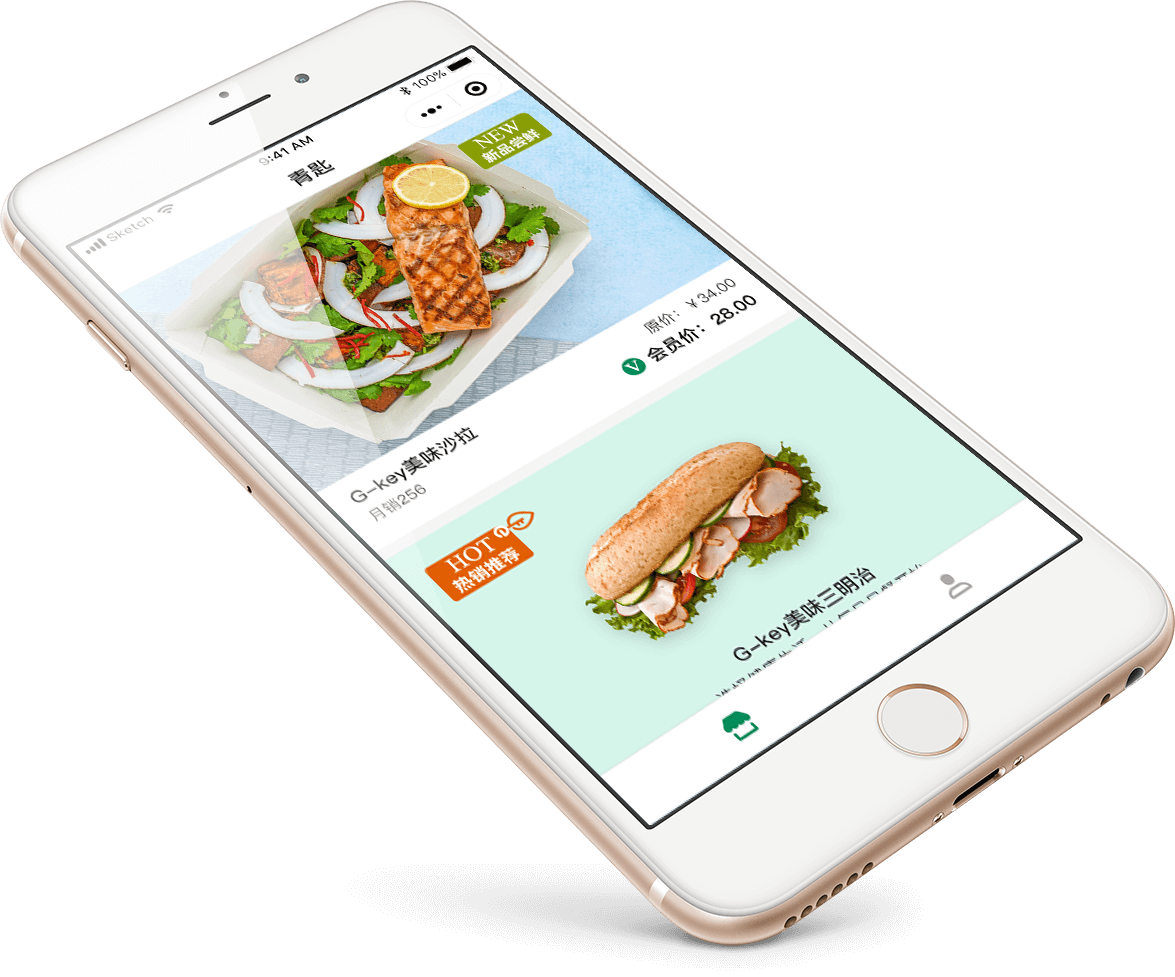 Sketch
9:41 AM
100%
青匙
NEW
新品尝鲜
原价：￥34.00
V 会员价：28.00
G-key美味沙拉
月销256
HOT
热销推荐
G-key美味三明治